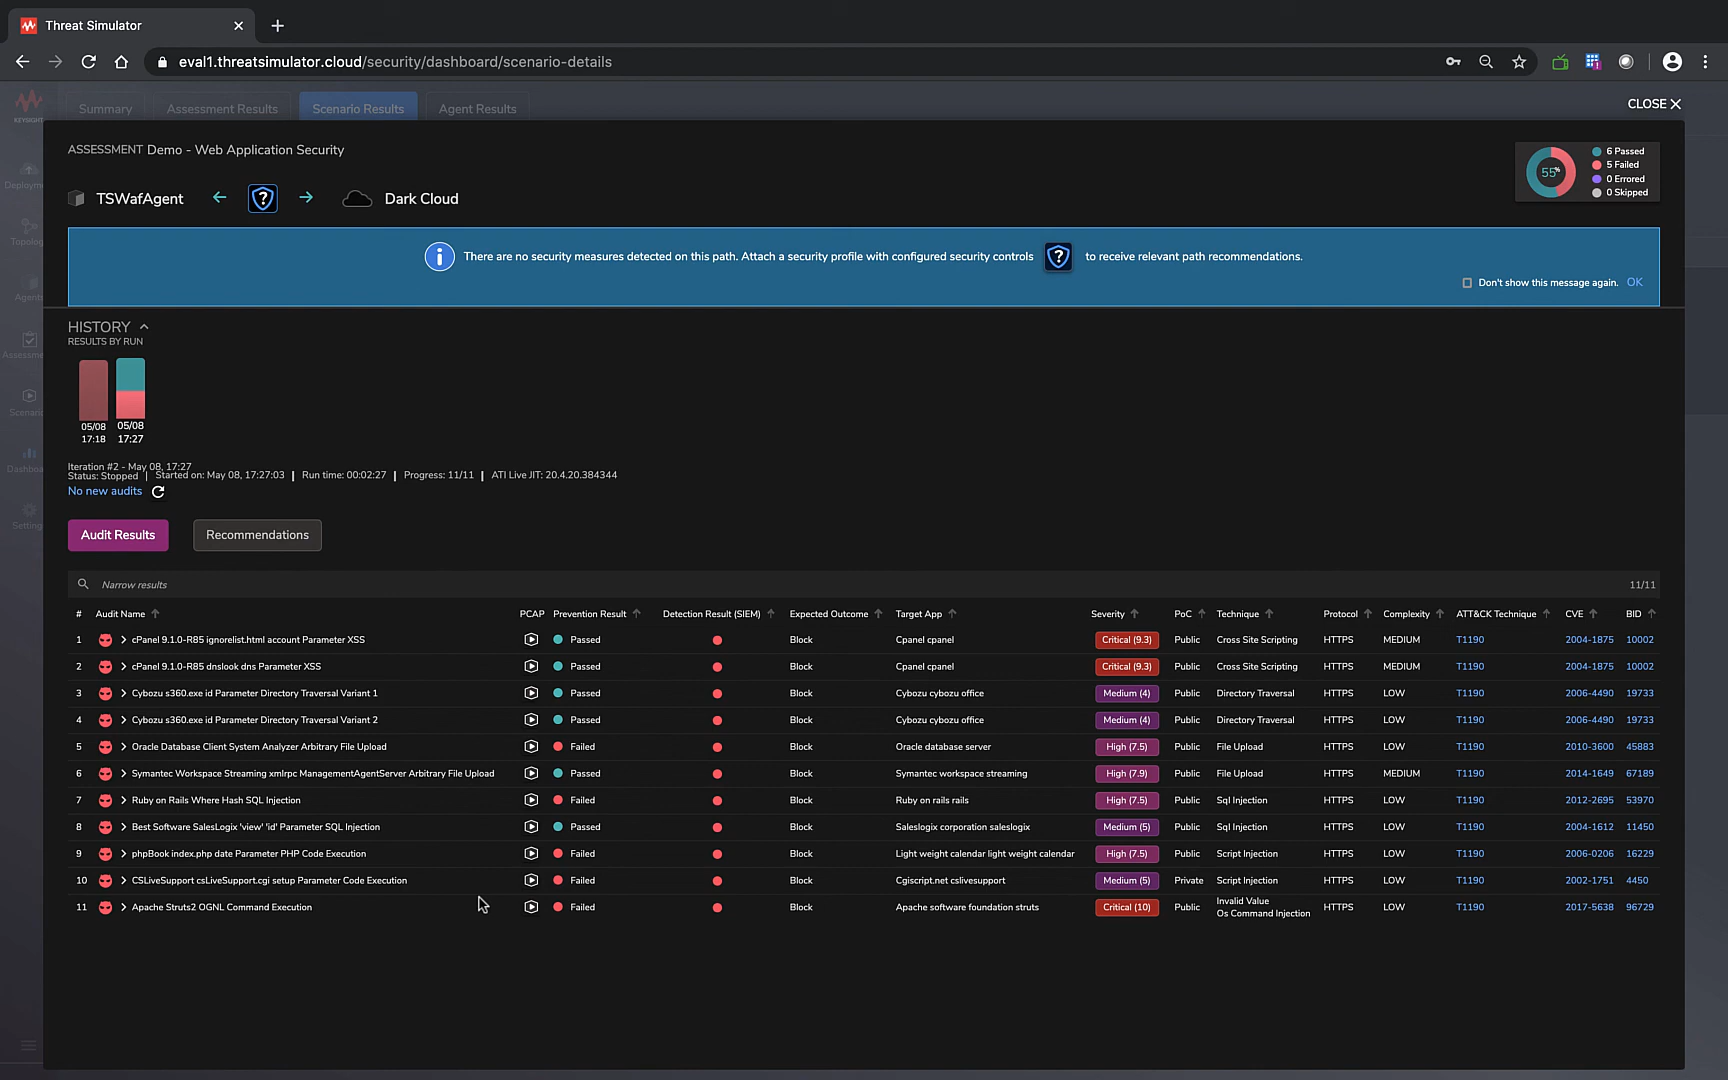 Threat Simulator
eval1.threatsimulator.cloud/security/dashboard/scenario-details
KEYSIGHT
Summary
Assessment Results
Scenario Results
Agent Results
CLOSE
ASSESSMENT Demo - Web Application Security
TSWafAgent
Dark Cloud
55%
6 Passed
5 Failed
0 Errored
0 Skipped
There are no security measures detected on this path. Attach a security profile with configured security controls ? to receive relevant path recommendations.
Don't show this message again. OK
HISTORY
RESULTS BY RUN
05/08 05/08
17:18 17:27
Iteration #2 - May 08, 17:27
Status: Stopped | Started on: May 08, 17:27:03 | Run time: 00:02:27 | Progress: 11/11 | ATI Live JIT: 20.4.20.384344
No new audits
Audit Results
Recommendations
Narrow results 11/11
# Audit Name PCAP Prevention Result Detection Result (SIEM) Expected Outcome Target App Severity PoC Technique Protocol Complexity ATT&CK Technique CVE BID
1 cPanel 9.1.0-R85 ignorelist.html account Parameter XSS Passed Block Cpanel cpanel Critical (9.3) Public Cross Site Scripting HTTPS MEDIUM T1190 2004-1875 10002
2 cPanel 9.1.0-R85 dnslook dns Parameter XSS Passed Block Cpanel cpanel Critical (9.3) Public Cross Site Scripting HTTPS MEDIUM T1190 2004-1875 10002
3 Cybozu s360.exe id Parameter Directory Traversal Variant 1 Passed Block Cybozu cybozu office Medium (4) Public Directory Traversal HTTPS LOW T1190 2006-4490 19733
4 Cybozu s360.exe id Parameter Directory Traversal Variant 2 Passed Block Cybozu cybozu office Medium (4) Public Directory Traversal HTTPS LOW T1190 2006-4490 19733
5 Oracle Database Client System Analyzer Arbitrary File Upload Failed Block Oracle database server High (7.5) Public File Upload HTTPS LOW T1190 2010-3600 45883
6 Symantec Workspace Streaming xmlrpc ManagementAgentServer Arbitrary File Upload Passed Block Symantec workspace streaming High (7.9) Public File Upload HTTPS MEDIUM T1190 2014-1649 67189
7 Ruby on Rails Where Hash SQL Injection Failed Block Ruby on rails rails High (7.5) Public Sql Injection HTTPS LOW T1190 2012-2695 53970
8 Best Software SalesLogix 'view' 'id' Parameter SQL Injection Passed Block Saleslogix corporation saleslogix Medium (5) Public Sql Injection HTTPS LOW T1190 2004-1612 11450
9 phpBook index.php date Parameter PHP Code Execution Failed Block Light weight calendar light weight calendar High (7.5) Public Script Injection HTTPS LOW T1190 2006-0206 16229
10 CSLiveSupport csLiveSupport.cgi setup Parameter Code Execution Failed Block Cgiscript.net cslivesupport Medium (5) Private Script Injection HTTPS LOW T1190 2002-1751 4450
11 Apache Struts2 OGNL Command Execution Failed Block Apache software foundation struts Critical (10) Public Invalid Value Os Command Injection HTTPS LOW T1190 2017-5638 96729